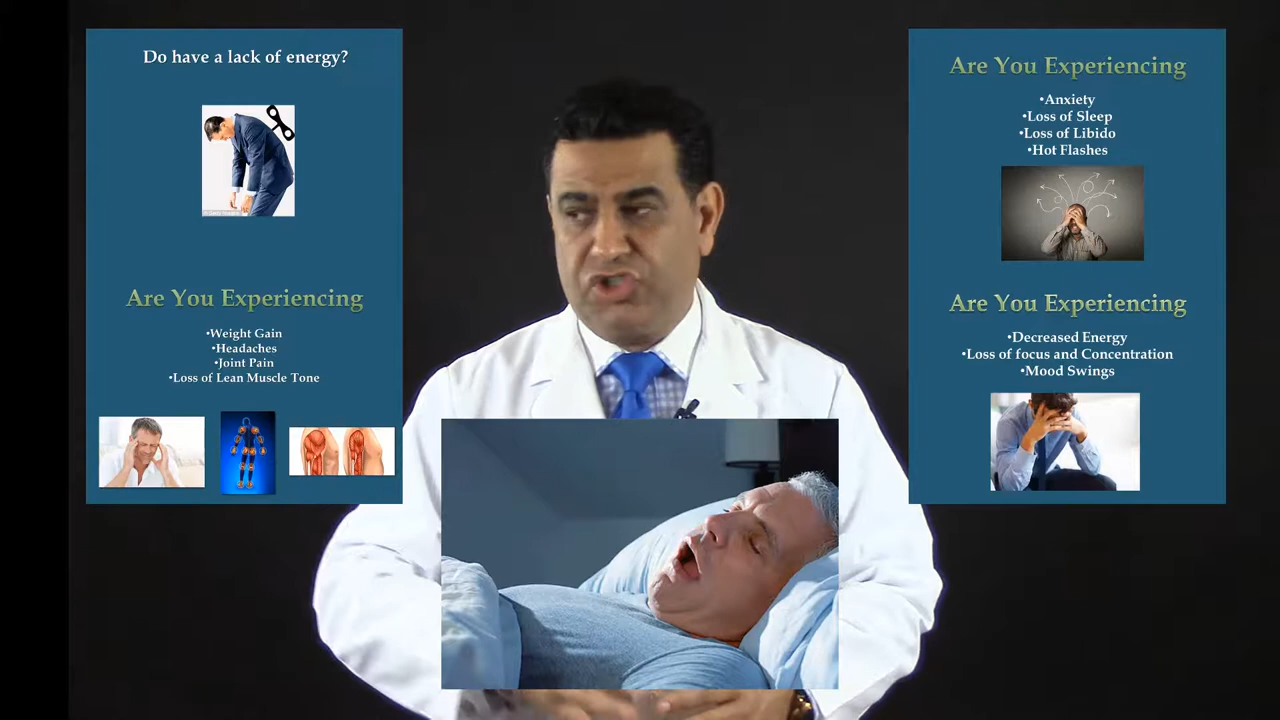 Do have a lack of energy?
Are You Experiencing
•Weight Gain
•Headaches
•Joint Pain
•Loss of Lean Muscle Tone
Are You Experiencing
•Anxiety
•Loss of Sleep
•Loss of Libido
•Hot Flashes
Are You Experiencing
•Decreased Energy
•Loss of focus and Concentration
•Mood Swings